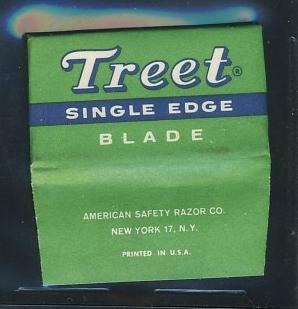 Treet®
SINGLE EDGE
BLADE
AMERICAN SAFETY RAZOR CO.
NEW YORK 17, N.Y.
PRINTED IN U.S.A.